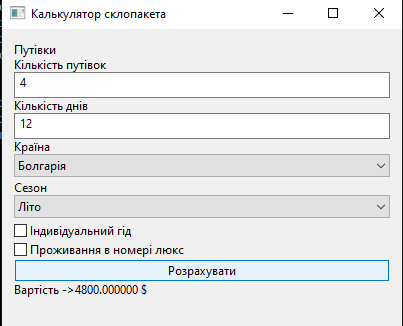 Калькулятор склопакета
Путівки
Кількість путівок
4
Кількість днів
12
Країна
Болгарія
Сезон
Літо
Індивідуальний гід
Проживання в номері люкс
Розрахувати
Вартість ->4800.000000 $